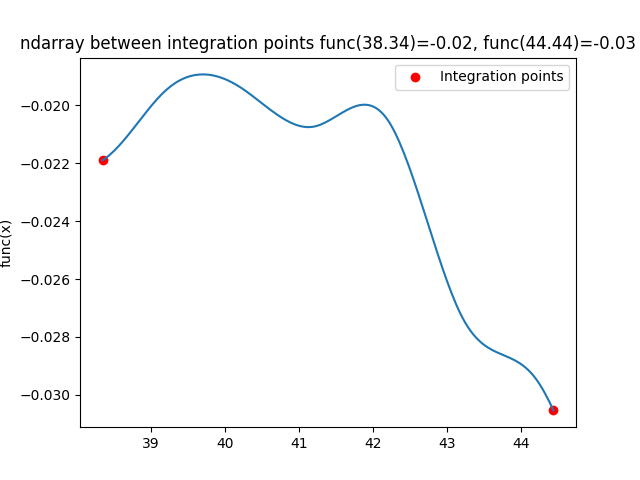 ndarray between integration points func(38.34)=-0.02, func(44.44)=-0.03
Integration points
func(x)
−0.020
−0.022
−0.024
−0.026
−0.028
−0.030
39 40 41 42 43 44